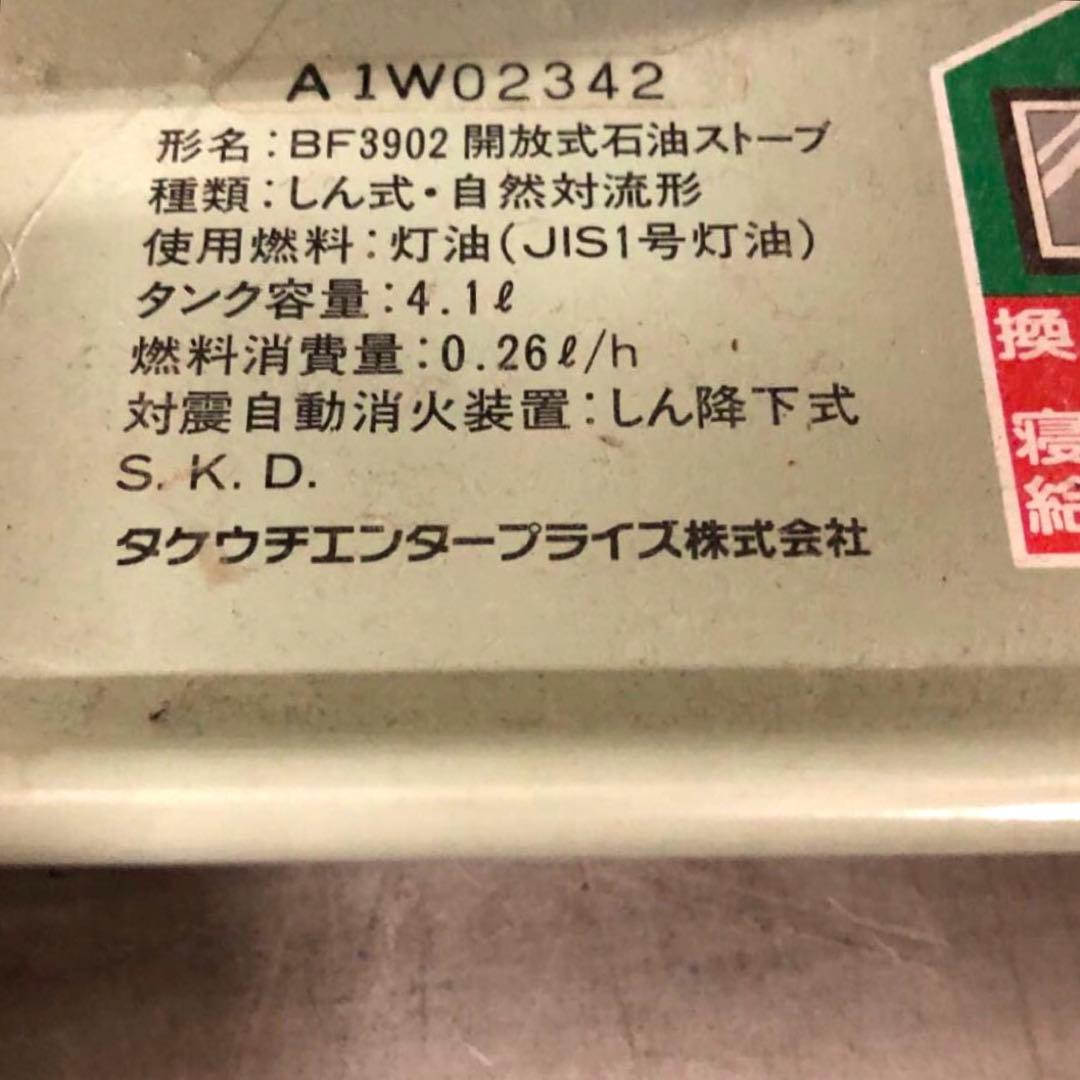 A1W02342
形名:BF3902 開放式石油ストーブ
種類:しん式・自然対流形
使用燃料:灯油(JIS1号灯油)
タンク容量:4.1ℓ
燃料消費量:0.26ℓ/h
対震自動消火装置:しん降下式
S.K.D.
タケウチエンタープライズ株式会社
換
寝
給